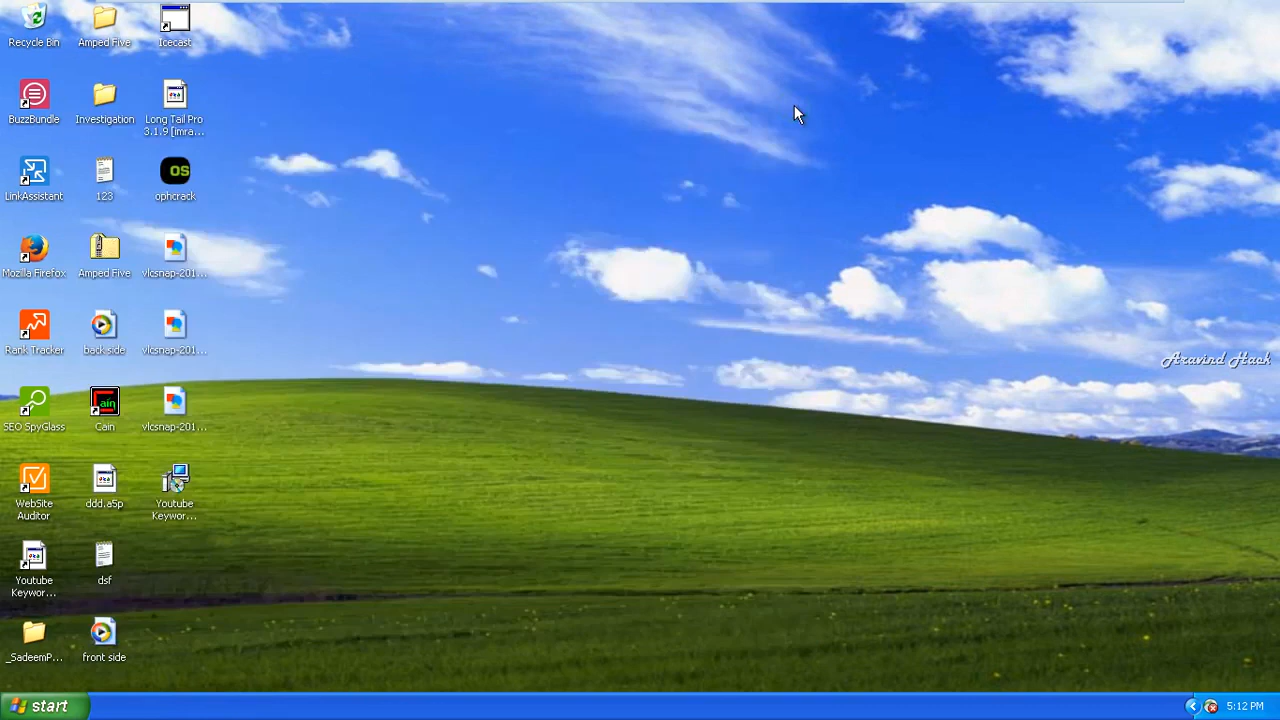 Recycle Bin
Amped Five
Icecast
BuzzBundle
Investigation
Long Tail Pro
3.1.9 [Imra...
LinkAssistant
123
OS
ophcrack
Mozilla Firefox
Amped Five
vlcsnap-201...
Rank Tracker
back side
vlcsnap-201...
SEO SpyGlass
Cain
vlcsnap-201...
WebSite
Auditor
ddd.a5p
Youtube
Keywor...
Youtube
Keywor...
dsf
_SadeemP...
front side
Aravind Hack
start
5:12 PM